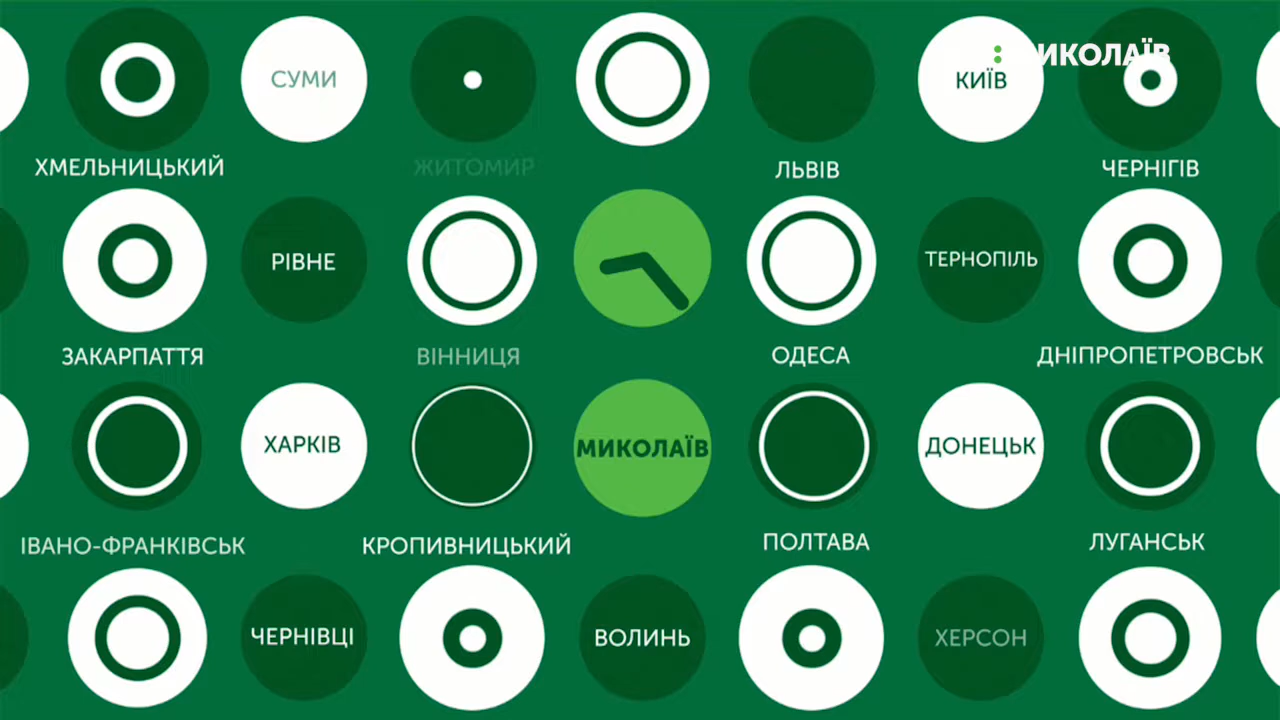 МИКОЛАЇВ
СУМИ
КИЇВ
ХМЕЛЬНИЦЬКИЙ
ЖИТОМИР
ЛЬВІВ
ЧЕРНІГІВ
РІВНЕ
ТЕРНОПІЛЬ
ЗАКАРПАТТЯ
ВІННИЦЯ
ОДЕСА
ДНІПРОПЕТРОВСЬК
ХАРКІВ
МИКОЛАЇВ
ДОНЕЦЬК
ІВАНО-ФРАНКІВСЬК
КРОПИВНИЦЬКИЙ
ПОЛТАВА
ЛУГАНСЬК
ЧЕРНІВЦІ
ВОЛИНЬ
ХЕРСОН